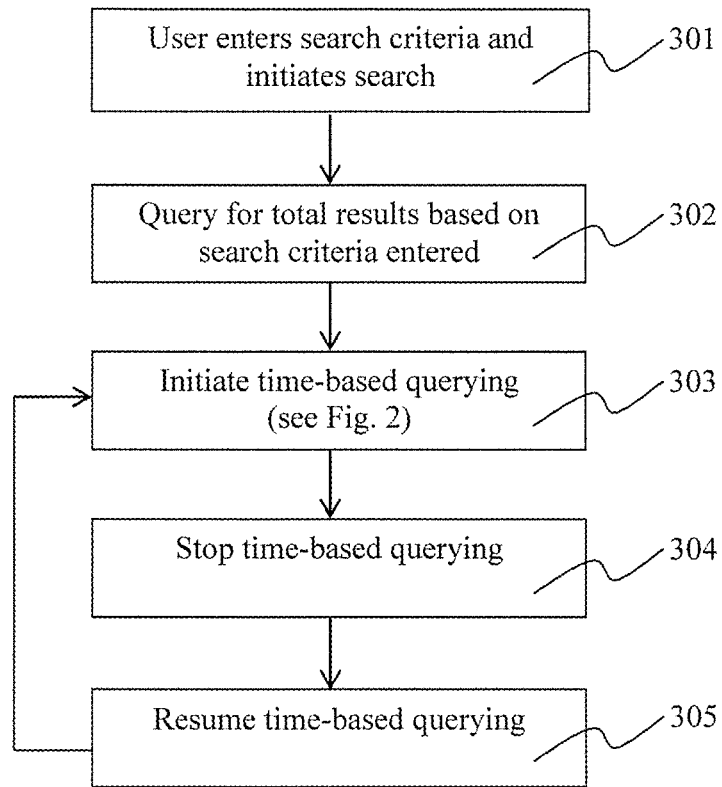 User enters search criteria and
initiates search
301
Query for total results based on
search criteria entered
302
Initiate time-based querying
(see Fig. 2)
303
Stop time-based querying
304
Resume time-based querying
305